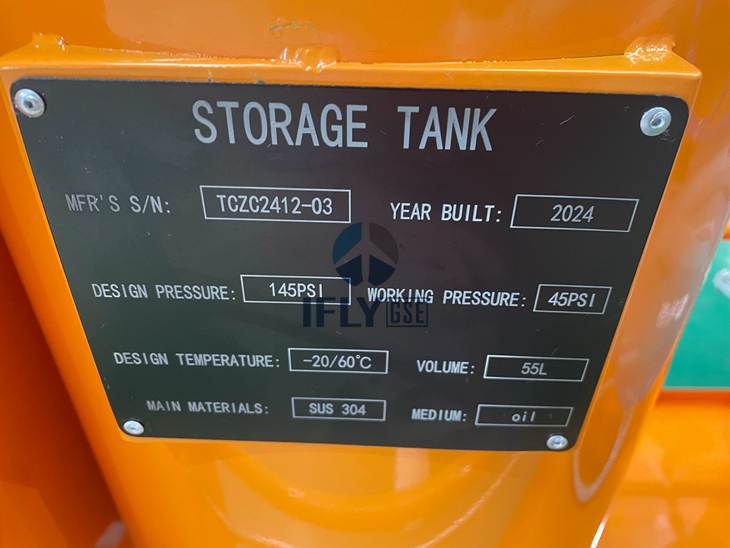 STORAGE TANK
MFR'S S/N: TCZC2412-03 YEAR BUILT: 2024
DESIGN PRESSURE: 145PSI WORKING PRESSURE: 45PSI
IFLY GSE
DESIGN TEMPERATURE: -20/60℃ VOLUME: 55L
MAIN MATERIALS: SUS 304 MEDIUM: oil